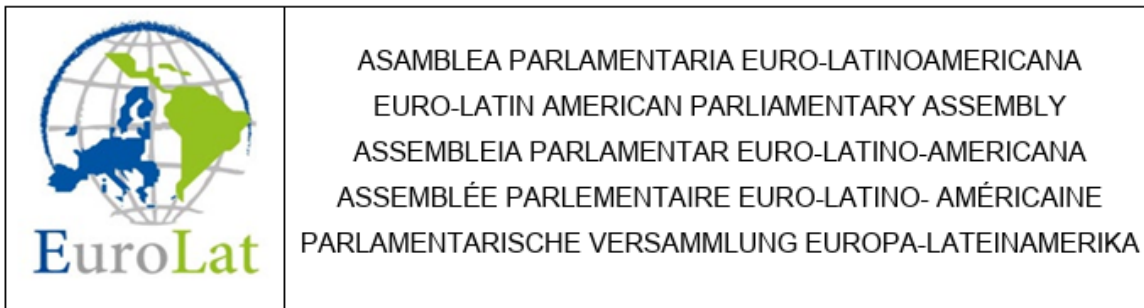 EuroLat
ASAMBLEA PARLAMENTARIA EURO-LATINOAMERICANA
EURO-LATIN AMERICAN PARLIAMENTARY ASSEMBLY
ASSEMBLEIA PARLAMENTAR EURO-LATINO-AMERICANA
ASSEMBLÉE PARLEMENTAIRE EURO-LATINO- AMÉRICAINE
PARLAMENTARISCHE VERSAMMLUNG EUROPA-LATEINAMERIKA